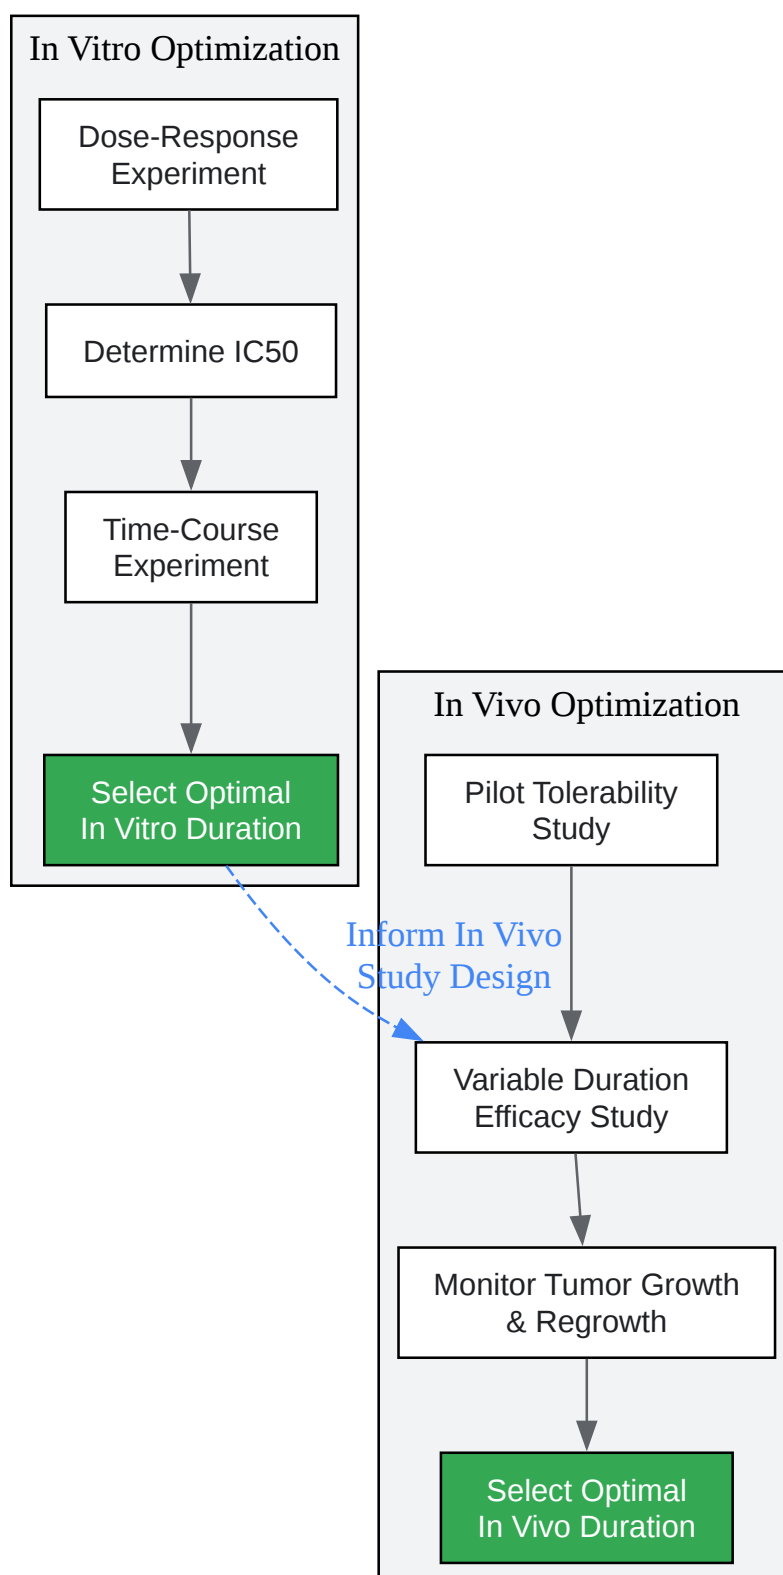 In Vitro Optimization
Dose-Response
Experiment
Determine IC50
Time-Course
Experiment
Select Optimal
In Vitro Duration
In Vivo Optimization
Pilot Tolerability
Study
Inform In Vivo
Study Design
Variable Duration
Efficacy Study
Monitor Tumor Growth
& Regrowth
Select Optimal
In Vivo Duration